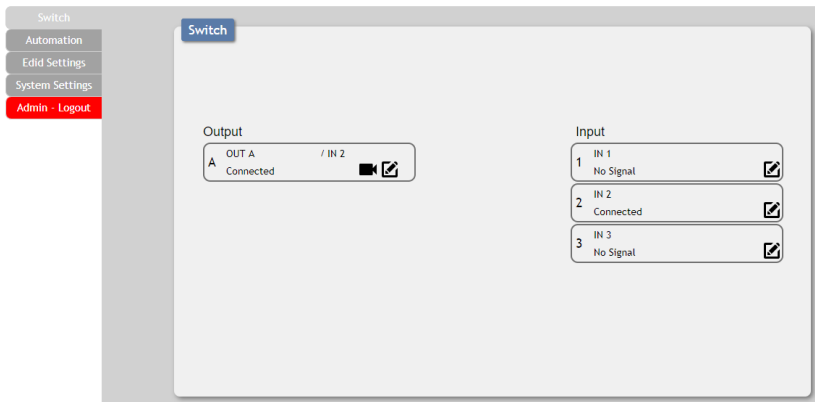 Switch
Automation
Edid Settings
System Settings
Admin - Logout
Switch
Output
A
OUT A / IN 2
Connected
Input
1
IN 1
No Signal
2
IN 2
Connected
3
IN 3
No Signal